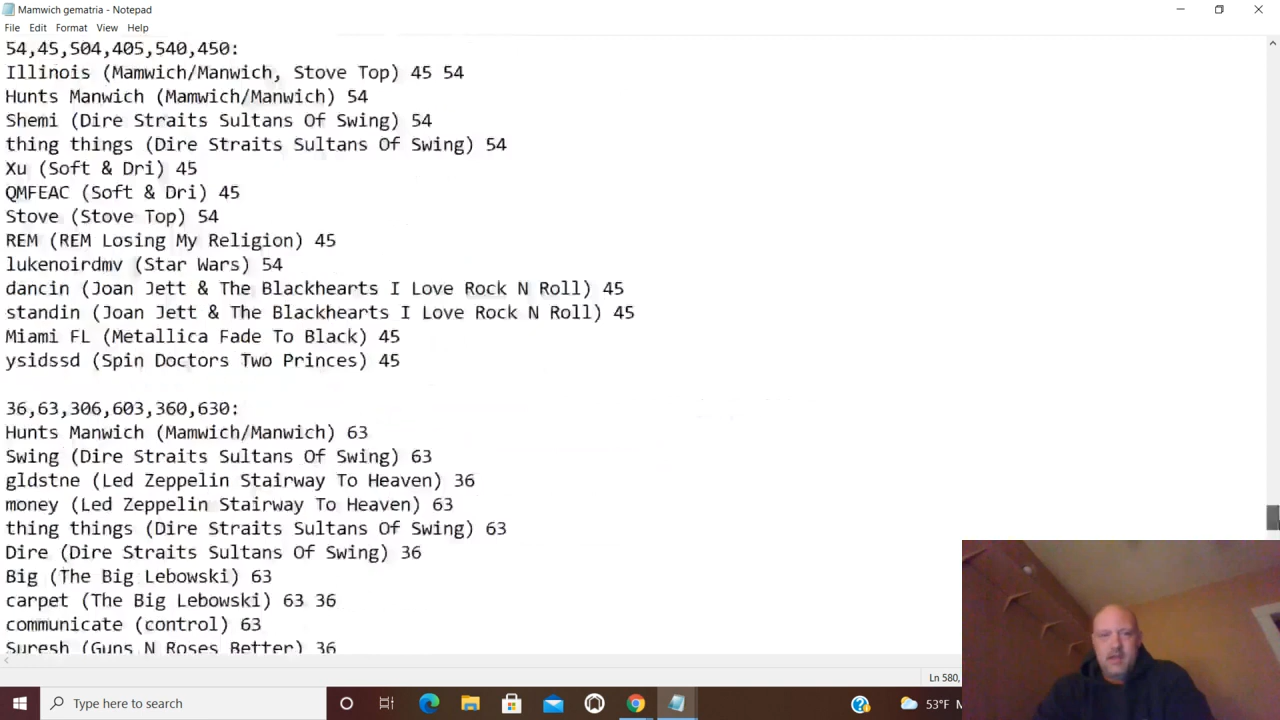 Mamwich gematria - Notepad
File Edit Format View Help
54,45,504,405,540,450:
Illinois (Mamwich/Manwich, Stove Top) 45 54
Hunts Manwich (Mamwich/Manwich) 54
Shemi (Dire Straits Sultans Of Swing) 54
thing things (Dire Straits Sultans Of Swing) 54
Xu (Soft & Dri) 45
QMFEAC (Soft & Dri) 45
Stove (Stove Top) 54
REM (REM Losing My Religion) 45
lukenoirdmv (Star Wars) 54
dancin (Joan Jett & The Blackhearts I Love Rock N Roll) 45
standin (Joan Jett & The Blackhearts I Love Rock N Roll) 45
Miami FL (Metallica Fade To Black) 45
ysidssd (Spin Doctors Two Princes) 45
36,63,306,603,360,630:
Hunts Manwich (Mamwich/Manwich) 63
Swing (Dire Straits Sultans Of Swing) 63
gldstne (Led Zeppelin Stairway To Heaven) 36
money (Led Zeppelin Stairway To Heaven) 63
thing things (Dire Straits Sultans Of Swing) 63
Dire (Dire Straits Sultans Of Swing) 36
Big (The Big Lebowski) 63
carpet (The Big Lebowski) 63 36
communicate (control) 63
Suresh (Guns N Roses Better) 36
Ln 580,
Type here to search
53°F M